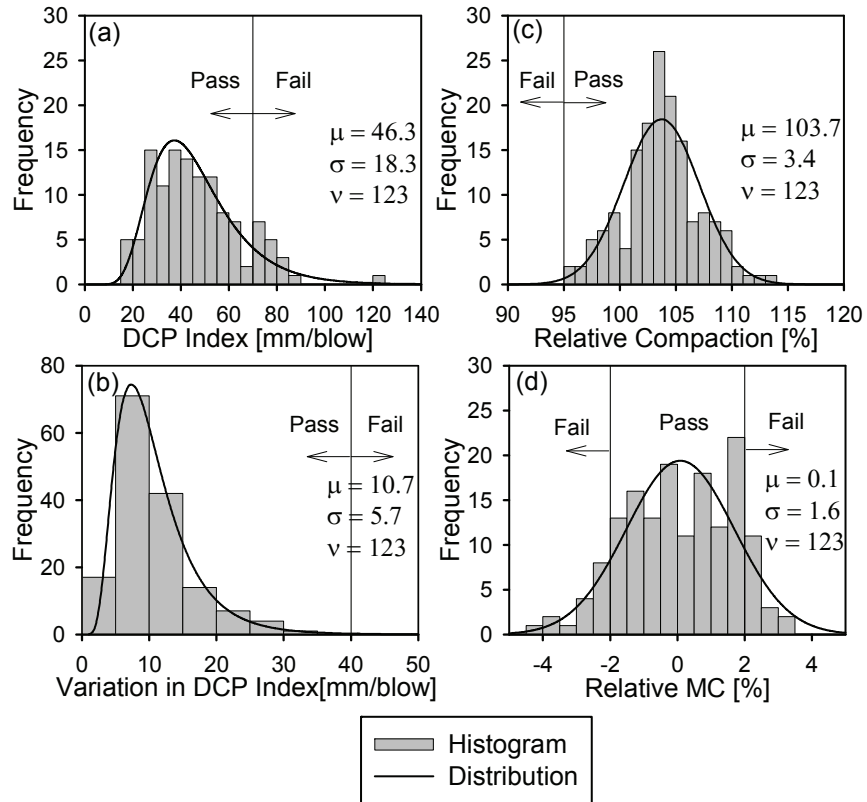 (a)
30
25
20
15
10
5
0
Frequency
Pass
Fail
μ = 46.3
σ = 18.3
ν = 123
0 20 40 60 80 100 120 140
DCP Index [mm/blow]
(c)
30
25
20
15
10
5
0
Frequency
Fail
Pass
μ = 103.7
σ = 3.4
ν = 123
90 95 100 105 110 115 120
Relative Compaction [%]
(b)
80
60
40
20
0
Frequency
Pass
Fail
μ = 10.7
σ = 5.7
ν = 123
0 10 20 30 40 50
Variation in DCP Index[mm/blow]
(d)
30
25
20
15
10
5
0
Frequency
Fail
Pass
Fail
μ = 0.1
σ = 1.6
ν = 123
-4 -2 0 2 4
Relative MC [%]
Histogram
Distribution